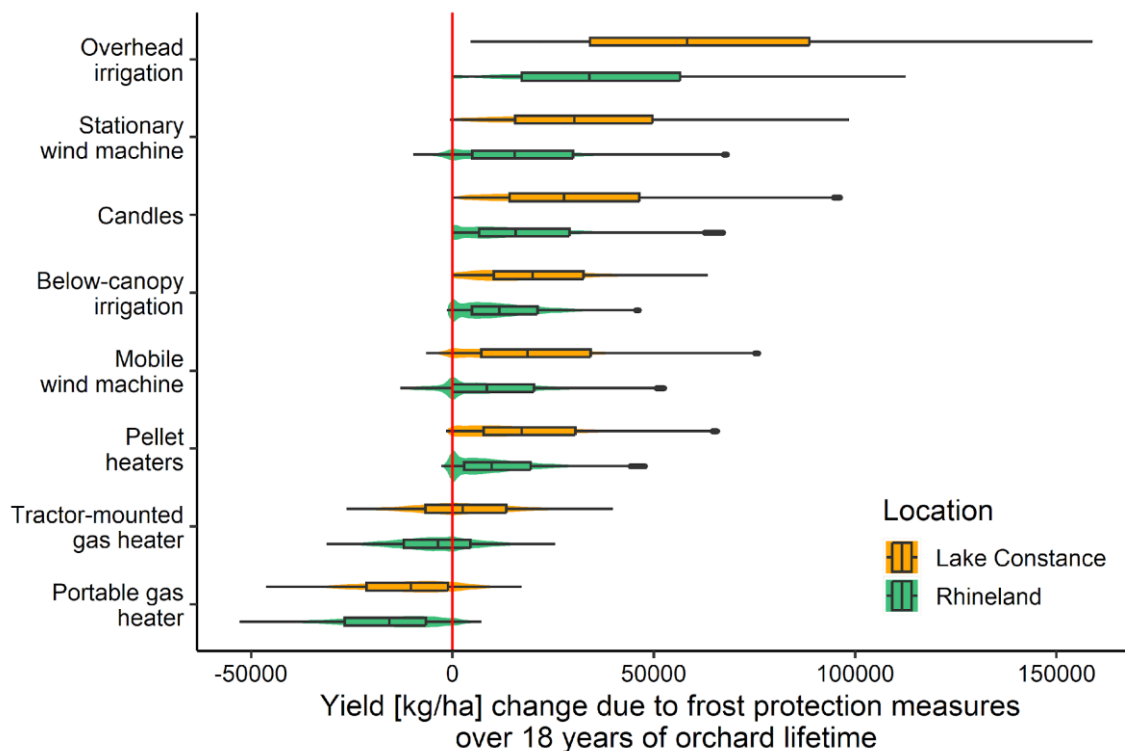 Overhead
irrigation
Stationary
wind machine
Candles
Below-canopy
irrigation
Mobile
wind machine
Pellet
heaters
Tractor-mounted
gas heater
Portable gas
heater
Location
Lake Constance
Rhineland
-50000 0 50000 100000 150000
Yield [kg/ha] change due to frost protection measures
over 18 years of orchard lifetime